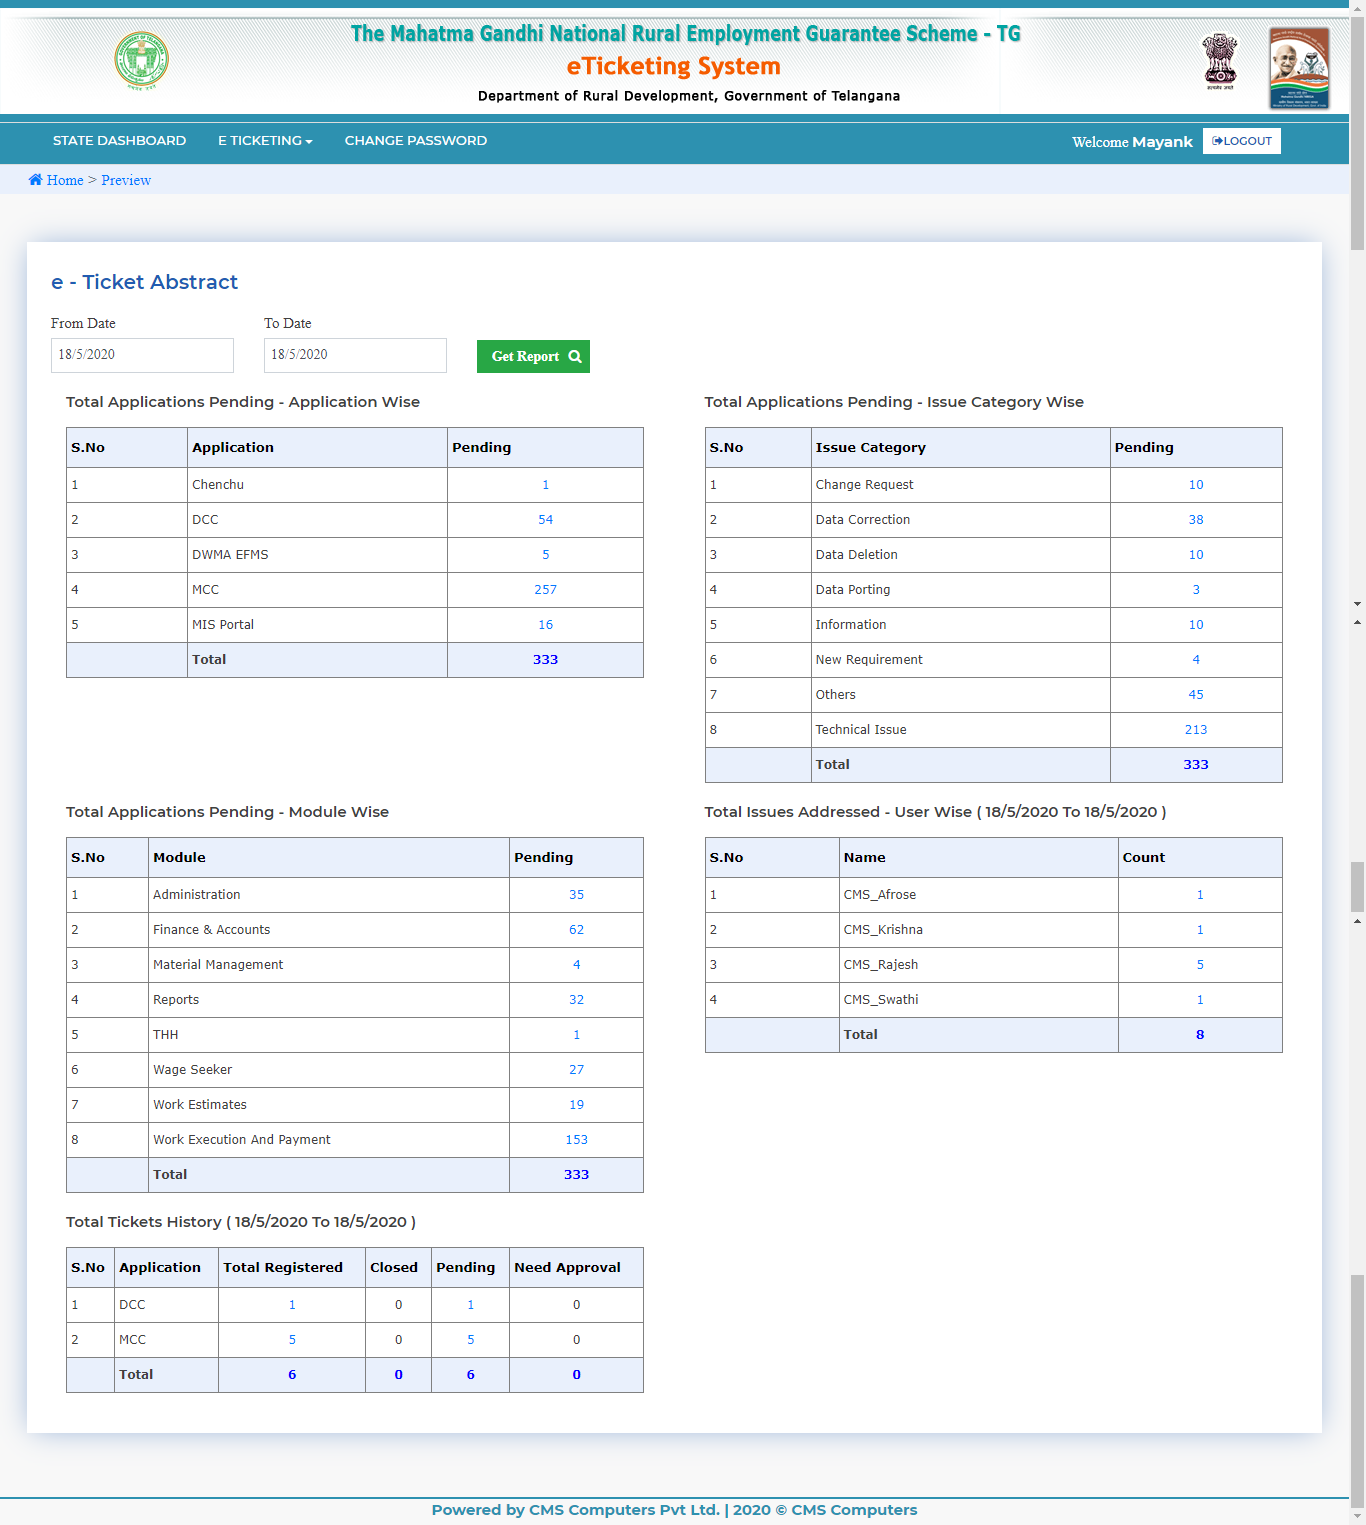 The Mahatma Gandhi National Rural Employment Guarantee Scheme - TG
eTicketing System
Department of Rural Development, Government of Telangana
STATE DASHBOARD E TICKETING CHANGE PASSWORD Welcome Mayank LOGOUT
Home > Preview
e - Ticket Abstract
From Date To Date
18/5/2020 18/5/2020 Get Report
Total Applications Pending - Application Wise
S.No Application Pending
1 Chenchu 1
2 DCC 54
3 DWMA EFMS 5
4 MCC 257
5 MIS Portal 16
Total 333
Total Applications Pending - Issue Category Wise
S.No Issue Category Pending
1 Change Request 10
2 Data Correction 38
3 Data Deletion 10
4 Data Porting 3
5 Information 10
6 New Requirement 4
7 Others 45
8 Technical Issue 213
Total 333
Total Applications Pending - Module Wise
S.No Module Pending
1 Administration 35
2 Finance & Accounts 62
3 Material Management 4
4 Reports 32
5 THH 1
6 Wage Seeker 27
7 Work Estimates 19
8 Work Execution And Payment 153
Total 333
Total Issues Addressed - User Wise ( 18/5/2020 To 18/5/2020 )
S.No Name Count
1 CMS_Afrose 1
2 CMS_Krishna 1
3 CMS_Rajesh 5
4 CMS_Swathi 1
Total 8
Total Tickets History ( 18/5/2020 To 18/5/2020 )
S.No Application Total Registered Closed Pending Need Approval
1 DCC 1 0 1 0
2 MCC 5 0 5 0
Total 6 0 6 0
Powered by CMS Computers Pvt Ltd. | 2020 © CMS Computers